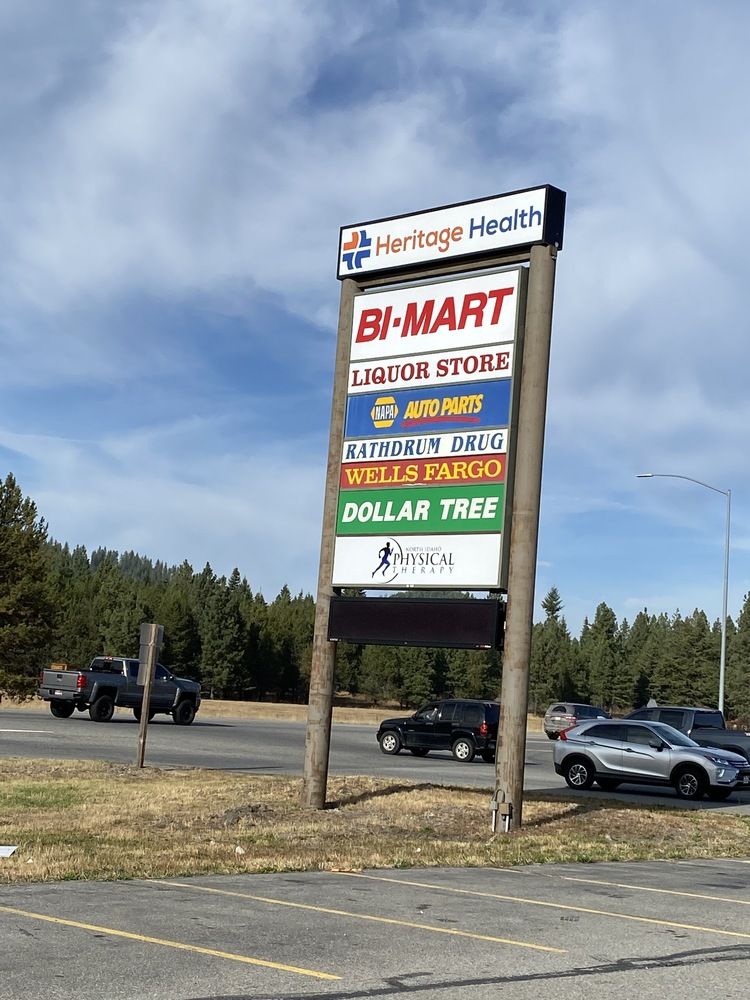 Heritage Health
BI-MART
LIQUOR STORE
NAPA AUTO PARTS
RATHDRUM DRUG
WELLS FARGO
DOLLAR TREE
NORTH IDAHO
PHYSICAL
THERAPY